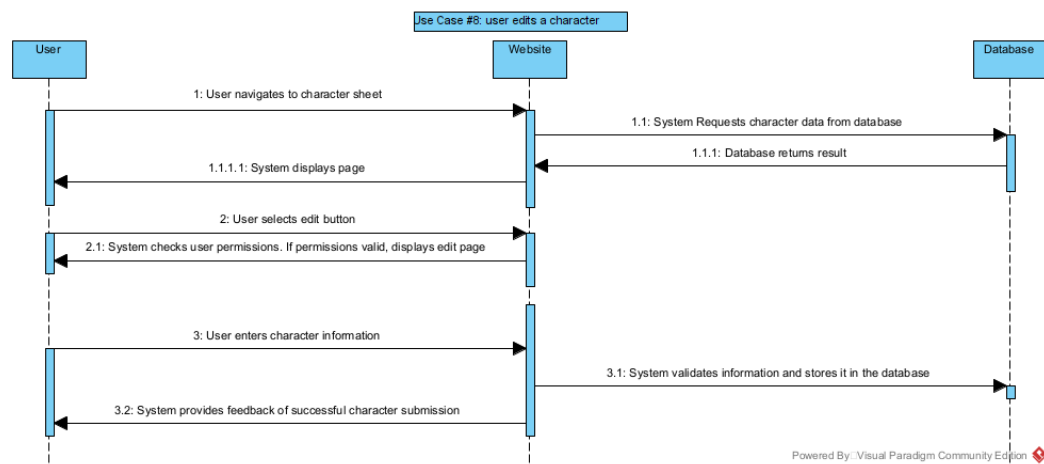 Use Case #8: user edits a character
User
Website
Database
1: User navigates to character sheet
1.1: System Requests character data from database
1.1.1: Database returns result
1.1.1.1: System displays page
2: User selects edit button
2.1: System checks user permissions. If permissions valid, displays edit page
3: User enters character information
3.1: System validates information and stores it in the database
3.2: System provides feedback of successful character submission
Powered By Visual Paradigm Community Edition